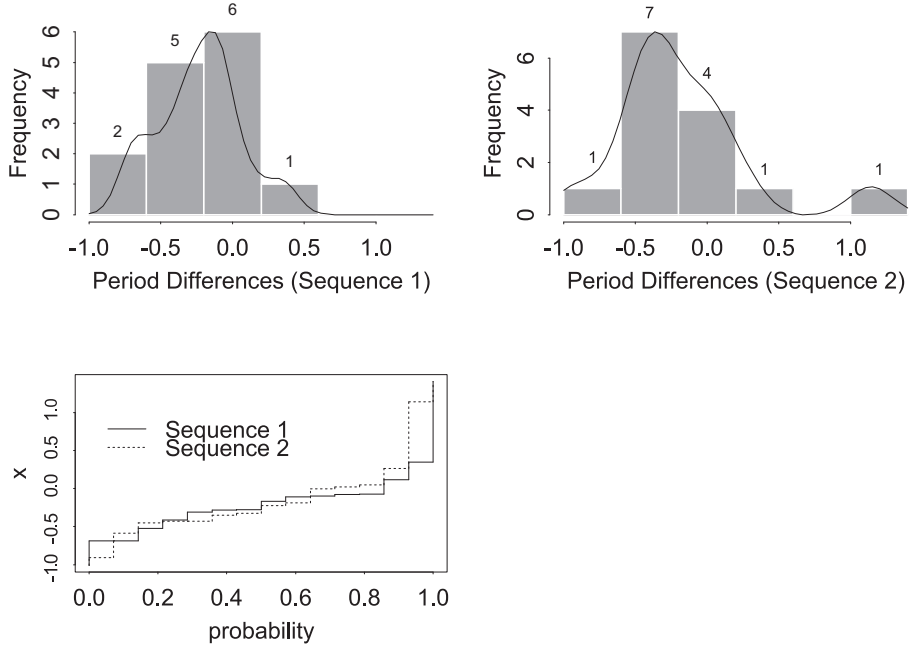 6
5
2
1
Frequency
0 1 2 3 4 5 6
-1.0 -0.5 0.0 0.5 1.0
Period Differences (Sequence 1)
7
4
1
1
1
Frequency
0 2 4 6
-1.0 -0.5 0.0 0.5 1.0
Period Differences (Sequence 2)
Sequence 1
Sequence 2
x
-1.0 -0.5 0.0 0.5 1.0
0.0 0.2 0.4 0.6 0.8 1.0
probability